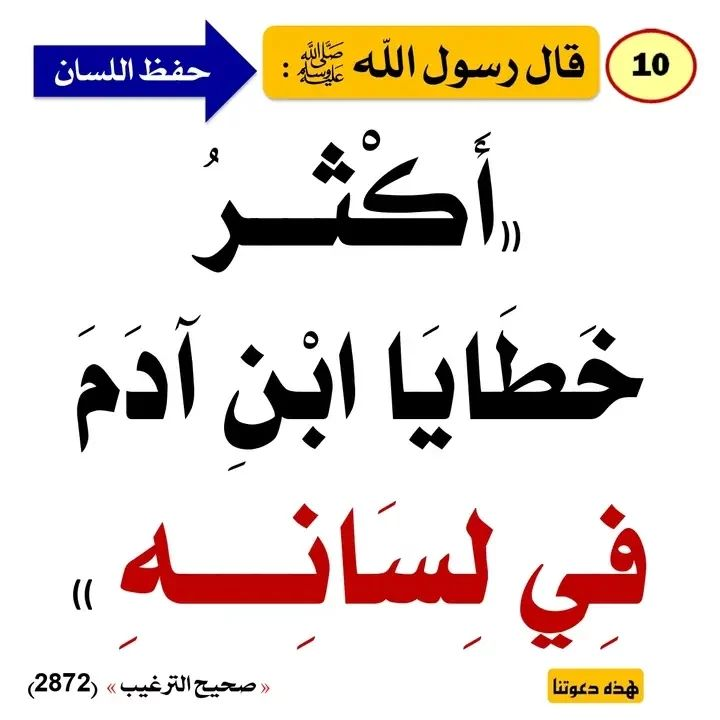 10 قال رسول الله ﷺ : حفظ اللسان
((أَكْثَرُ
خَطَايَا ابْنِ آدَمَ
فِي لِسَانِهِ ))
هذه دعوتنا « صحيح الترغيب » (2872)